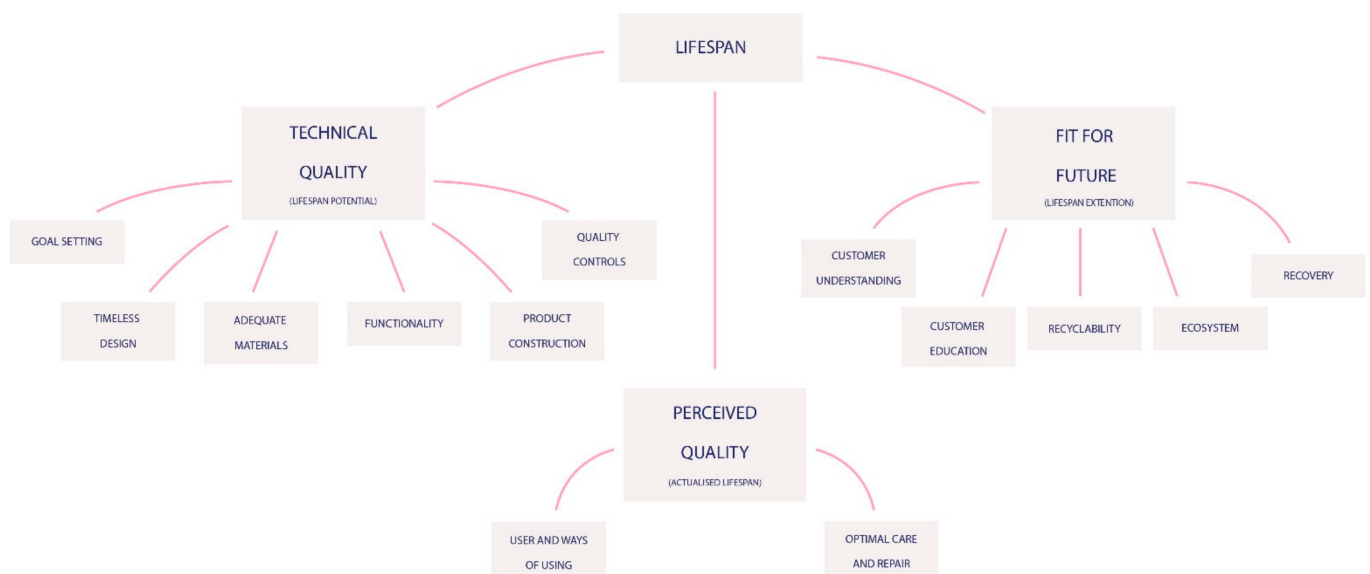 LIFESPAN
TECHNICAL
QUALITY
(LIFESPAN POTENTIAL)
GOAL SETTING
TIMELESS
DESIGN
ADEQUATE
MATERIALS
FUNCTIONALITY
PRODUCT
CONSTRUCTION
QUALITY
CONTROLS
PERCEIVED
QUALITY
(ACTUALISED LIFESPAN)
USER AND WAYS
OF USING
OPTIMAL CARE
AND REPAIR
FIT FOR
FUTURE
(LIFESPAN EXTENTION)
CUSTOMER
UNDERSTANDING
CUSTOMER
EDUCATION
RECYCLABILITY
ECOSYSTEM
RECOVERY